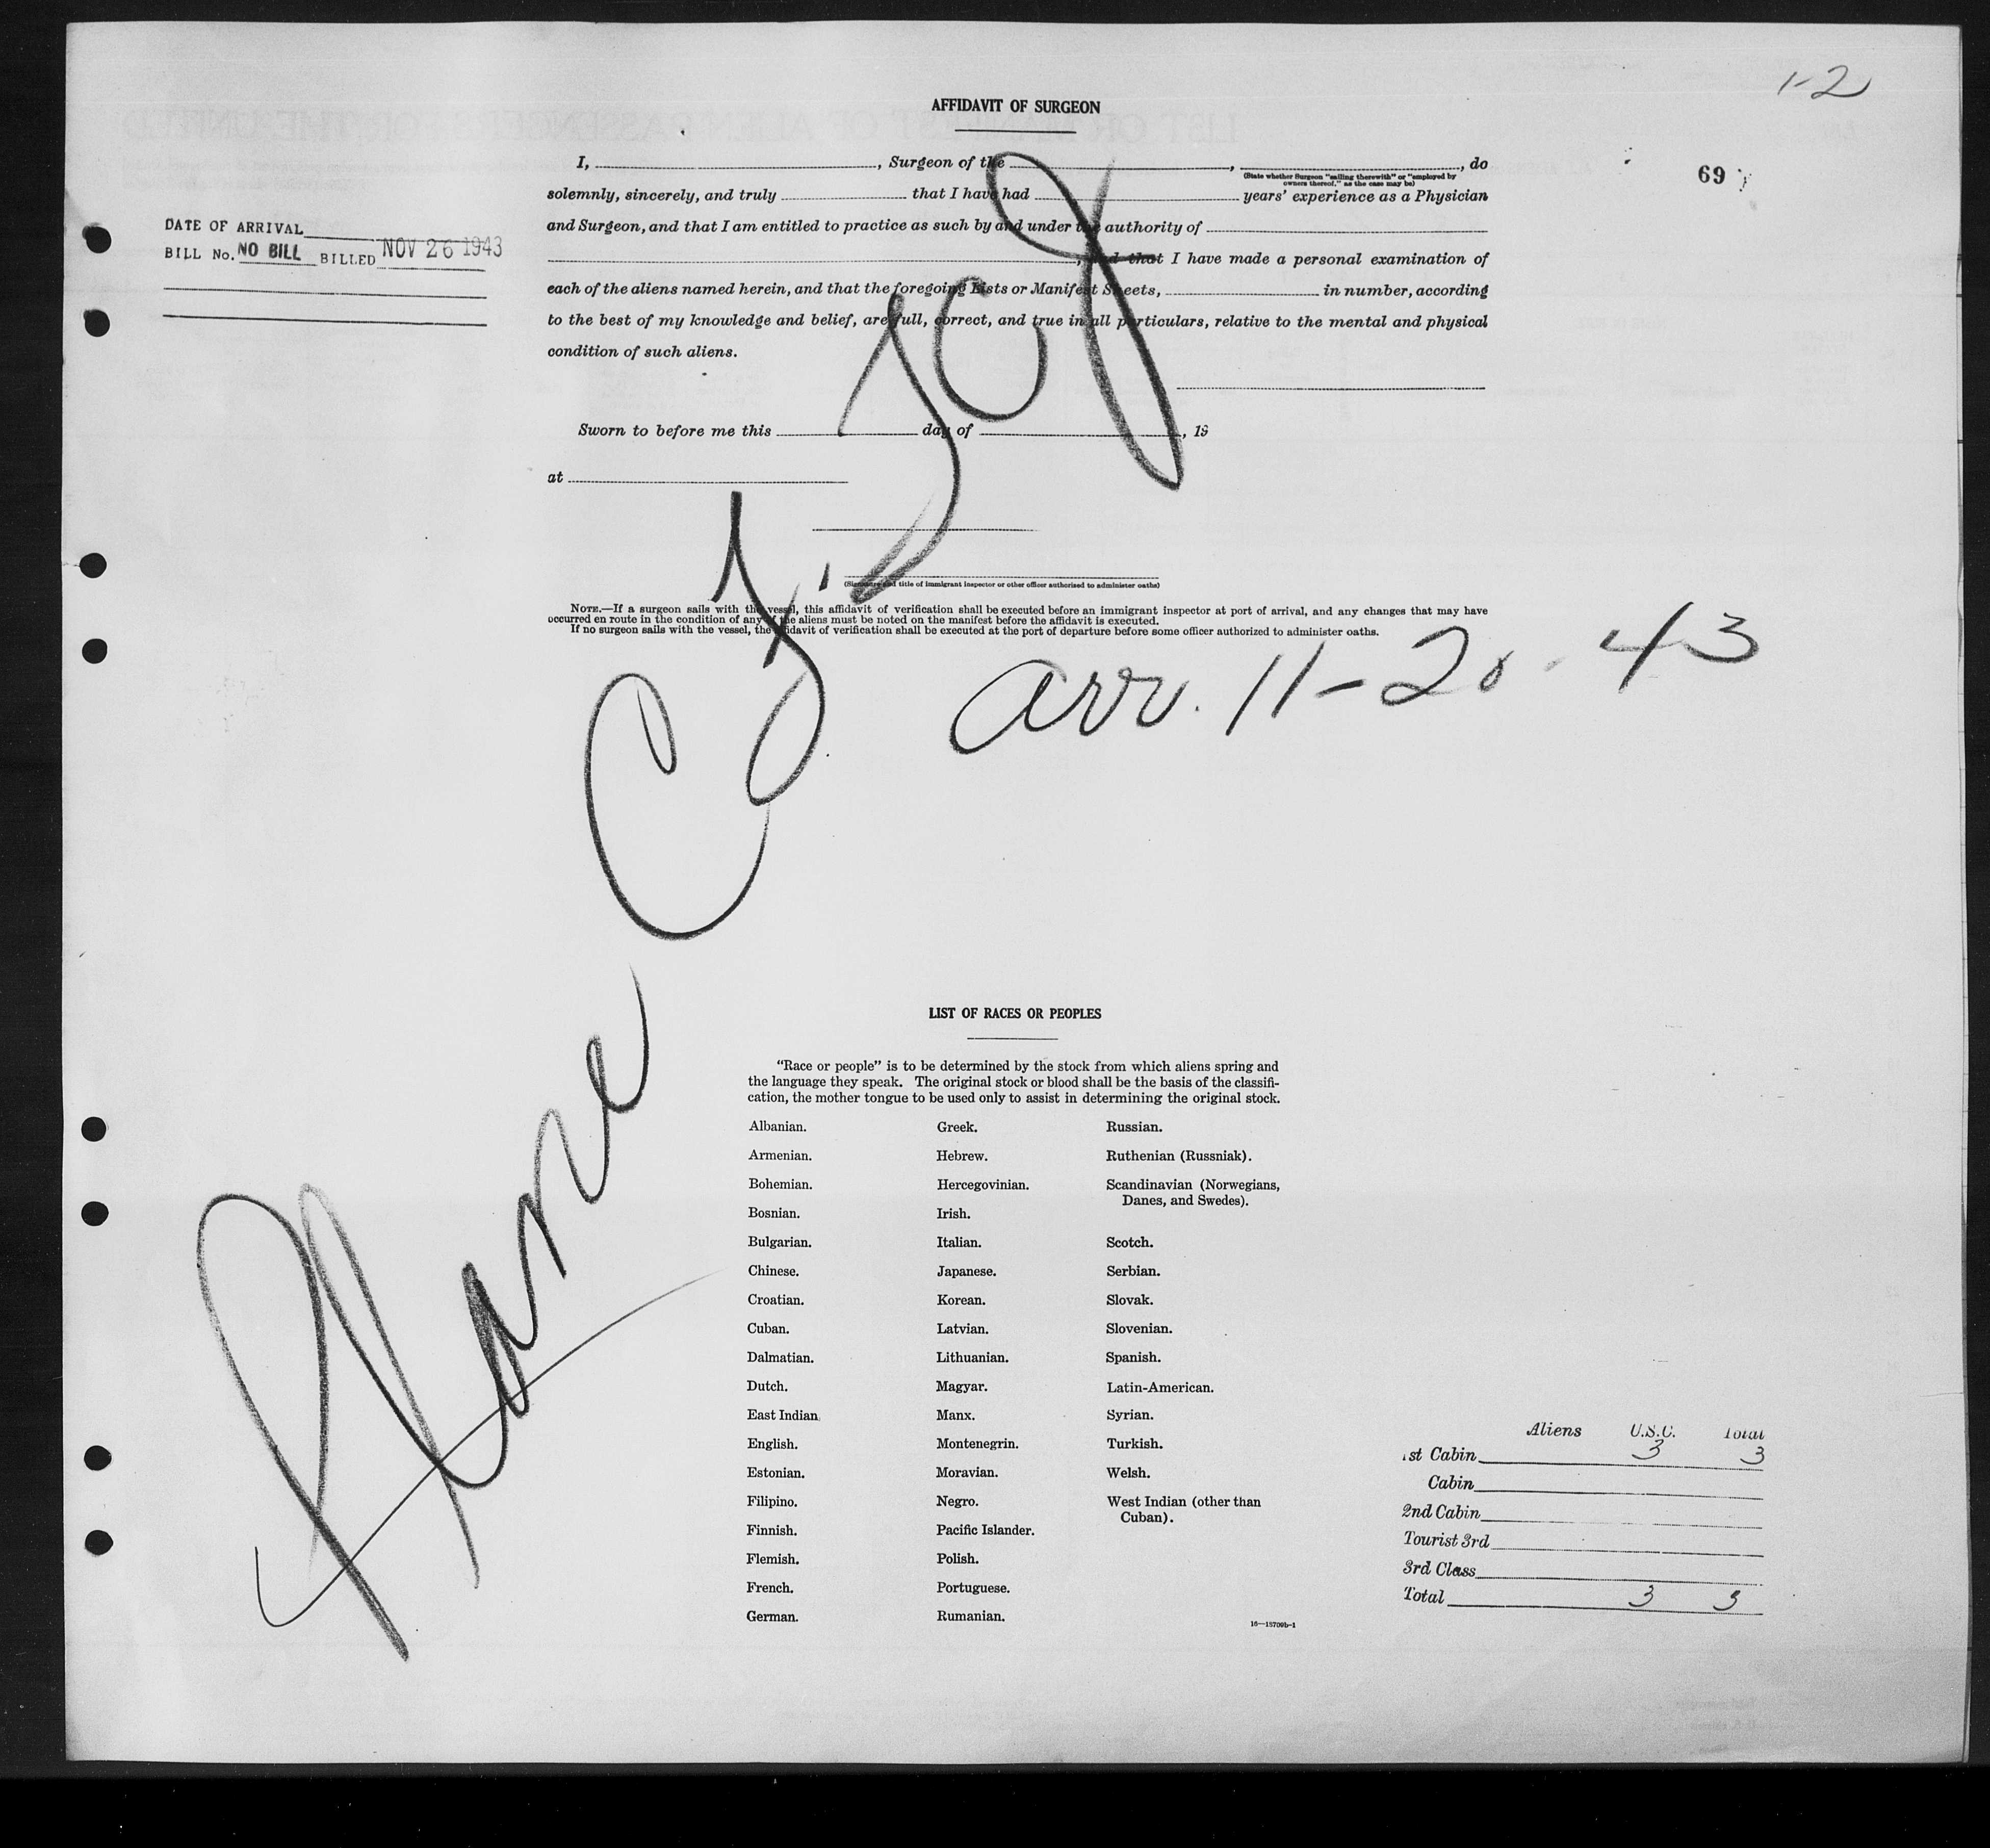 1-2
AFFIDAVIT OF SURGEON
69
I, , Surgeon of the , , do
(State whether Surgeon "sailing therewith" or "employed by
owners thereof," as the case may be)
solemnly, sincerely, and truly that I have had years' experience as a Physician
and Surgeon, and that I am entitled to practice as such by and under the authority of
, and that I have made a personal examination of
each of the aliens named herein, and that the foregoing Lists or Manifest Sheets, in number, according
to the best of my knowledge and belief, are full, correct, and true in all particulars, relative to the mental and physical
condition of such aliens.
DATE OF ARRIVAL
BILL No. NO BILL BILLED NOV 26 1943
Sworn to before me this day of , 19
at
(Signature and title of immigrant inspector or other officer authorized to administer oaths)
NOTE.—If a surgeon sails with the vessel, this affidavit of verification shall be executed before an immigrant inspector at port of arrival, and any changes that may have
occurred en route in the condition of any of the aliens must be noted on the manifest before the affidavit is executed.
If no surgeon sails with the vessel, the affidavit of verification shall be executed at the port of departure before some officer authorized to administer oaths.
Plane
arr. 11-20-43
LIST OF RACES OR PEOPLES
"Race or people" is to be determined by the stock from which aliens spring and
the language they speak. The original stock or blood shall be the basis of the classifi-
cation, the mother tongue to be used only to assist in determining the original stock.
Albanian. Greek. Russian.
Armenian. Hebrew. Ruthenian (Russniak).
Bohemian. Hercegovinian. Scandinavian (Norwegians,
Danes, and Swedes).
Bosnian. Irish.
Bulgarian. Italian. Scotch.
Chinese. Japanese. Serbian.
Croatian. Korean. Slovak.
Cuban. Latvian. Slovenian.
Dalmatian. Lithuanian. Spanish.
Dutch. Magyar. Latin-American.
East Indian Manx. Syrian.
English. Montenegrin. Turkish.
Estonian. Moravian. Welsh.
Filipino. Negro. West Indian (other than
Cuban).
Finnish. Pacific Islander.
Flemish. Polish.
French. Portuguese.
German. Rumanian.
16—18709b-1
Aliens U.S.C. Total
1st Cabin 3 3
Cabin
2nd Cabin
Tourist 3rd
3rd Class
Total 3 3